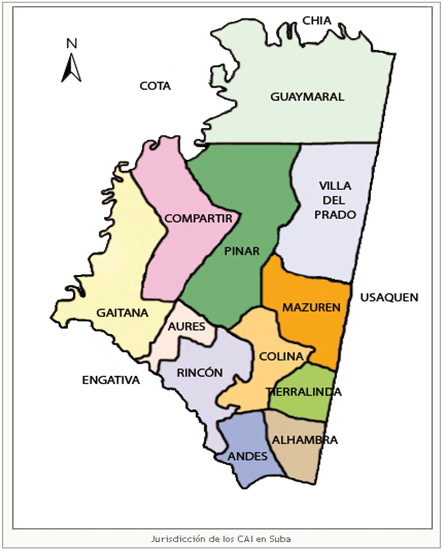 CHIA
N
COTA
GUAYMARAL
VILLA
DEL
PRADO
COMPARTIR
PINAR
USAQUEN
MAZUREN
GAITANA
AURES
COLINA
ENGATIVA
RINCÓN
TIERRALINDA
ALHAMBRA
ANDES
Jurisdicción de los CAI en Suba